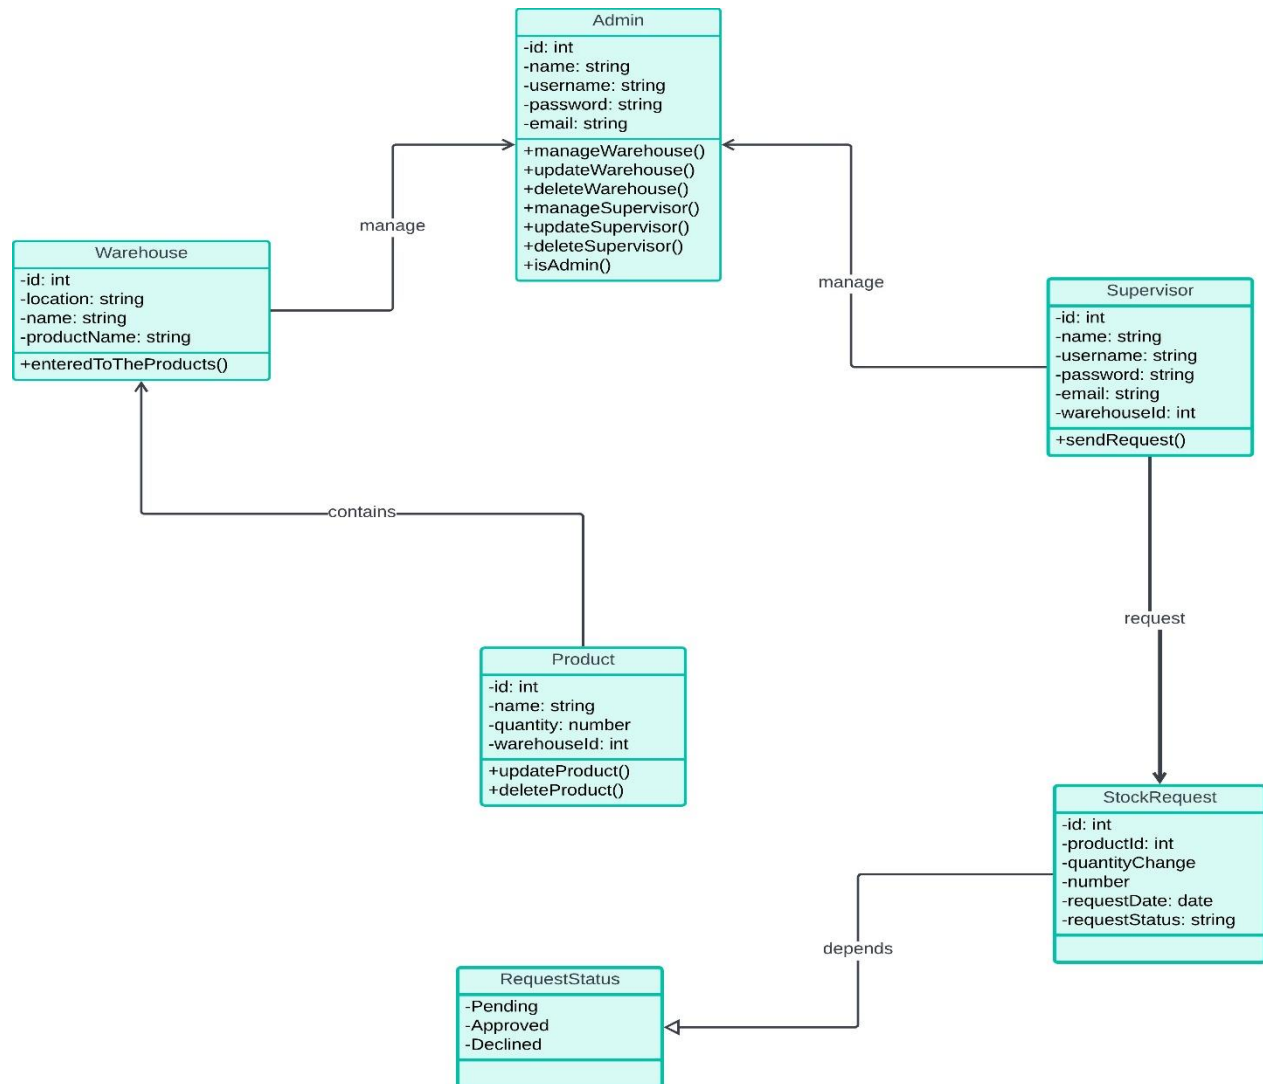 Admin
-id: int
-name: string
-username: string
-password: string
-email: string
+manageWarehouse()
+updateWarehouse()
+deleteWarehouse()
+manageSupervisor()
+updateSupervisor()
+deleteSupervisor()
+isAdmin()
manage
manage
Warehouse
-id: int
-location: string
-name: string
-productName: string
+enteredToTheProducts()
Supervisor
-id: int
-name: string
-username: string
-password: string
-email: string
-warehouseId: int
+sendRequest()
contains
request
Product
-id: int
-name: string
-quantity: number
-warehouseId: int
+updateProduct()
+deleteProduct()
StockRequest
-id: int
-productId: int
-quantityChange
-number
-requestDate: date
-requestStatus: string
depends
RequestStatus
-Pending
-Approved
-Declined